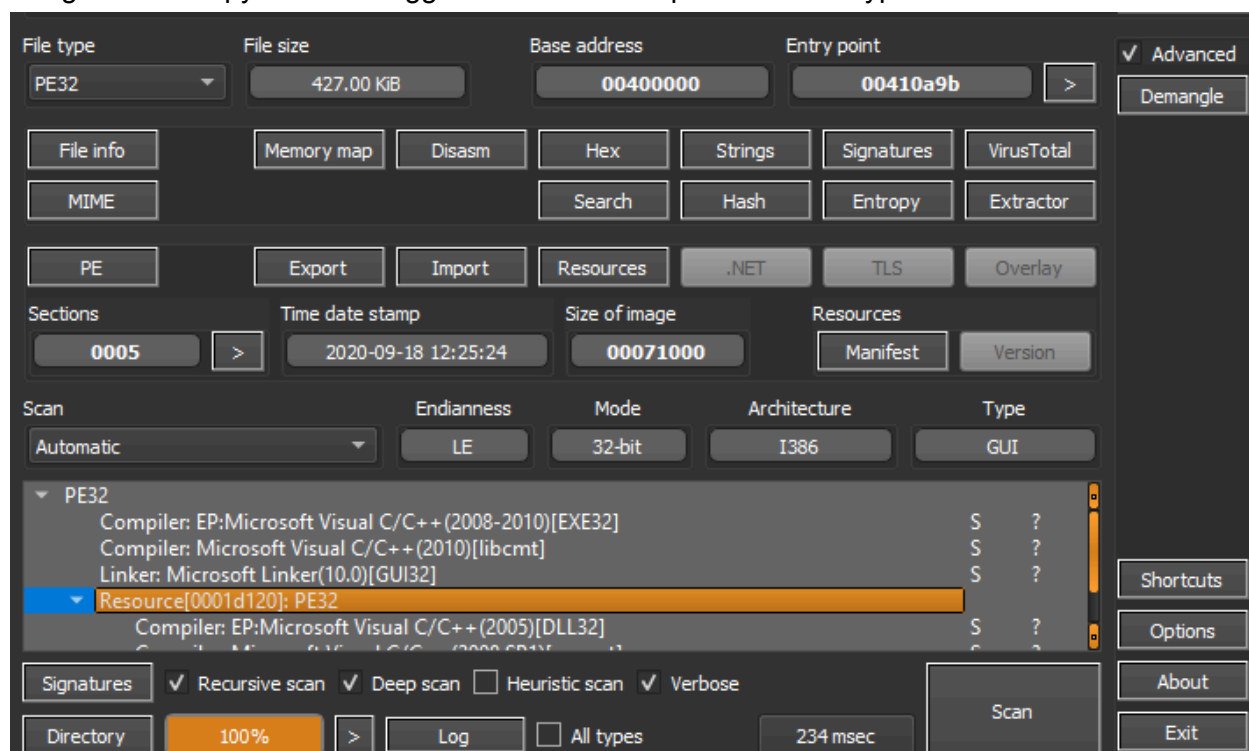 File type File size Base address Entry point
PE32 427.00 KiB 00400000 00410a9b > ✓ Advanced
Demangle
File info Memory map Disasm Hex Strings Signatures VirusTotal
MIME Search Hash Entropy Extractor
PE Export Import Resources .NET TLS Overlay
Sections Time date stamp Size of image Resources
0005 > 2020-09-18 12:25:24 00071000 Manifest Version
Scan Endianness Mode Architecture Type
Automatic LE 32-bit I386 GUI
PE32
Compiler: EP:Microsoft Visual C/C++(2008-2010)[EXE32] S ?
Compiler: Microsoft Visual C/C++(2010)[libcmt] S ?
Linker: Microsoft Linker(10.0)[GUI32] S ?
Resource[0001d120]: PE32
Shortcuts
Compiler: EP:Microsoft Visual C/C++(2005)[DLL32] S ?
Options
Signatures ✓ Recursive scan ✓ Deep scan Heuristic scan ✓ Verbose
About
Scan
Directory 100% > Log All types 234 msec
Exit